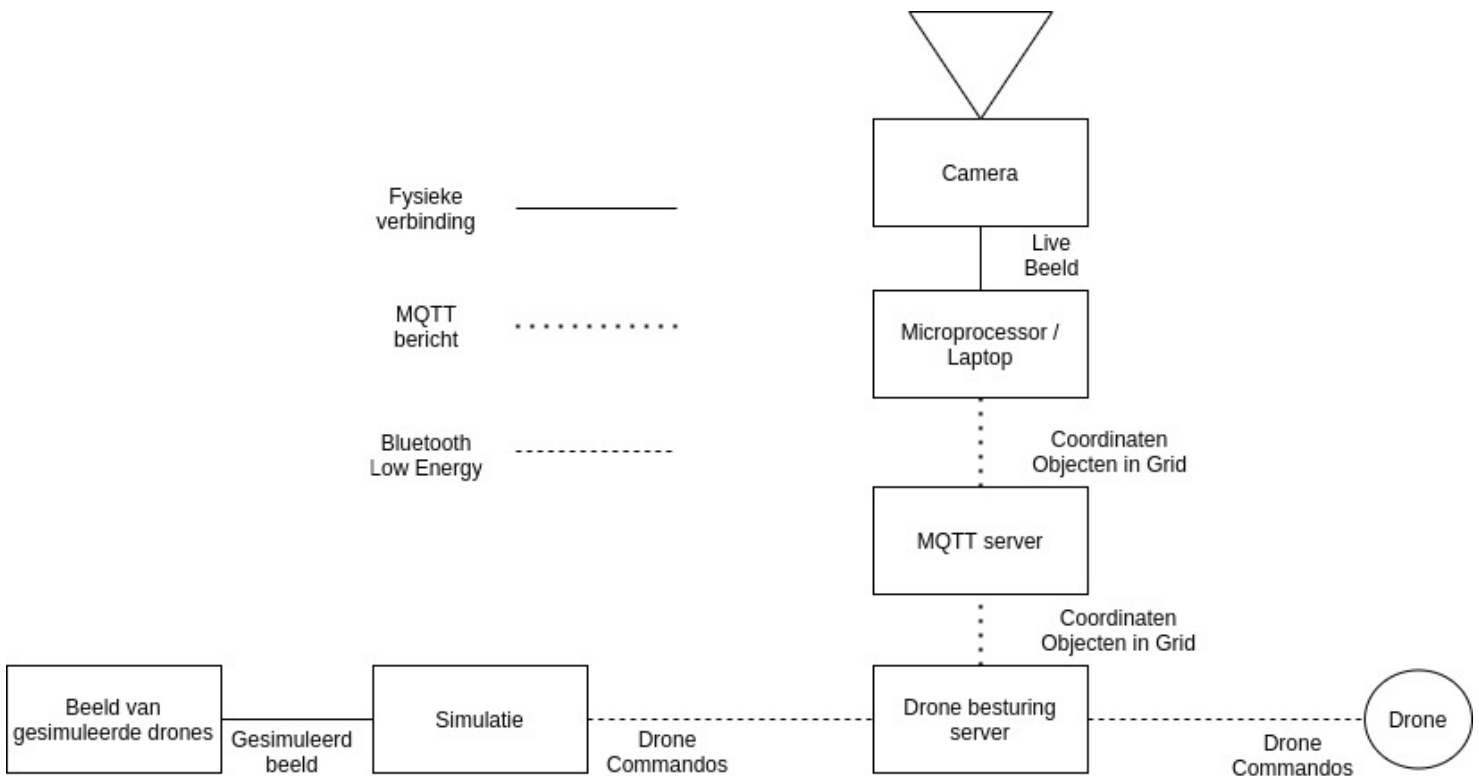 Camera
Fysieke
verbinding
Live
Beeld
MQTT
bericht
Microprocessor /
Laptop
Bluetooth
Low Energy
Coordinaten
Objecten in Grid
MQTT server
Coordinaten
Objecten in Grid
Beeld van
gesimuleerde drones
Gesimuleerd
beeld
Simulatie
Drone
Commandos
Drone besturing
server
Drone
Commandos
Drone